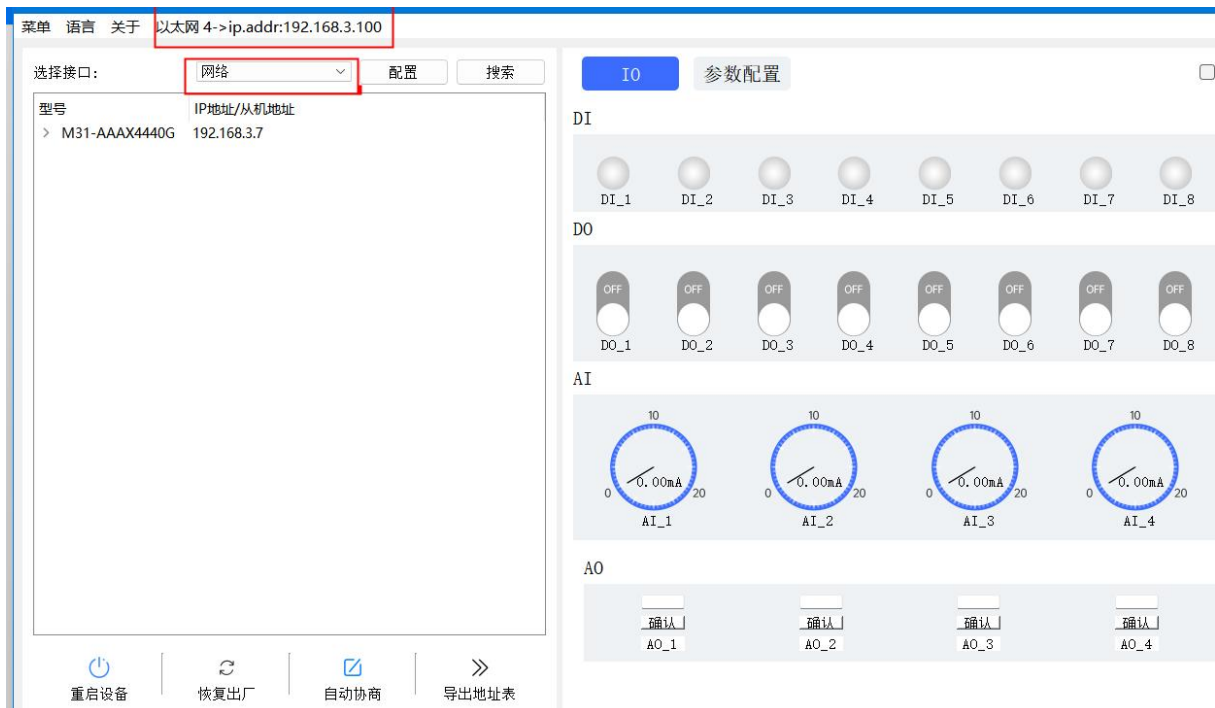 菜单 语言 关于 以太网 4->ip.addr:192.168.3.100
选择接口: 网络 配置 搜索
型号 IP地址/从机地址
> M31-AAAX4440G 192.168.3.7
重启设备 恢复出厂 自动协商 导出地址表
IO 参数配置
DI
DI_1 DI_2 DI_3 DI_4 DI_5 DI_6 DI_7 DI_8
DO
OFF OFF OFF OFF OFF OFF OFF OFF
DO_1 DO_2 DO_3 DO_4 DO_5 DO_6 DO_7 DO_8
AI
10 10 10 10
0.00mA 0.00mA 0.00mA 0.00mA
0 20 0 20 0 20 0 20
AI_1 AI_2 AI_3 AI_4
AO
确认 确认 确认 确认
AO_1 AO_2 AO_3 AO_4